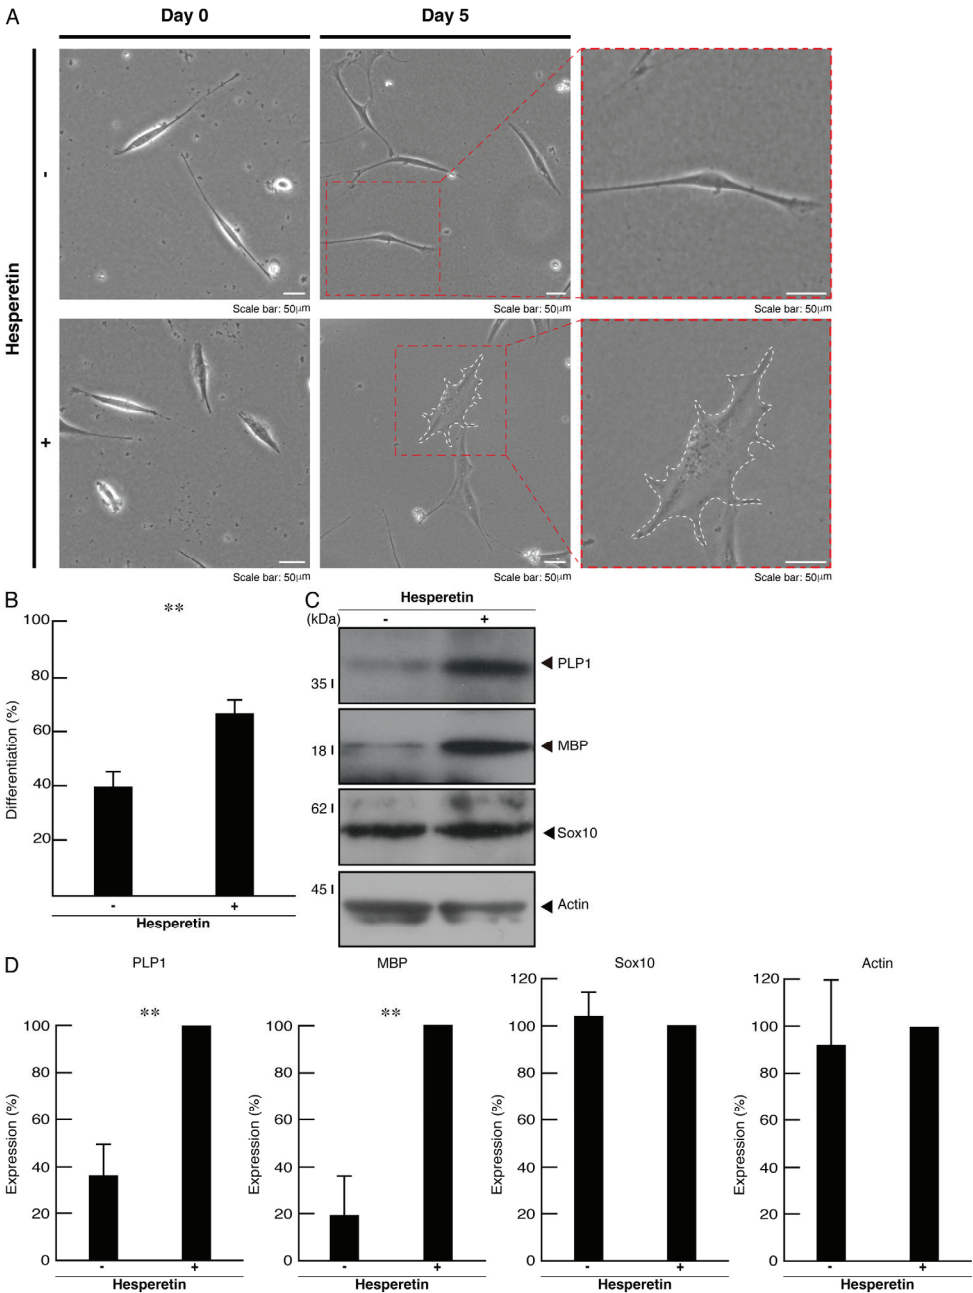 A
Day 0
Day 5
Hesperetin
-
+
Scale bar: 50µm
Scale bar: 50µm
Scale bar: 50µm
Scale bar: 50µm
Scale bar: 50µm
Scale bar: 50µm
B
**
Differentiation (%)
100
80
60
40
20
- +
Hesperetin
C
Hesperetin
(kDa) - +
PLP1
35
MBP
18
62
Sox10
45
Actin
D
PLP1
**
Expression (%)
100
80
60
40
20
0
- +
Hesperetin
MBP
**
Expression (%)
100
80
60
40
20
0
- +
Hesperetin
Sox10
Expression (%)
120
100
80
60
40
20
0
- +
Hesperetin
Actin
Expression (%)
120
100
80
60
40
20
0
- +
Hesperetin